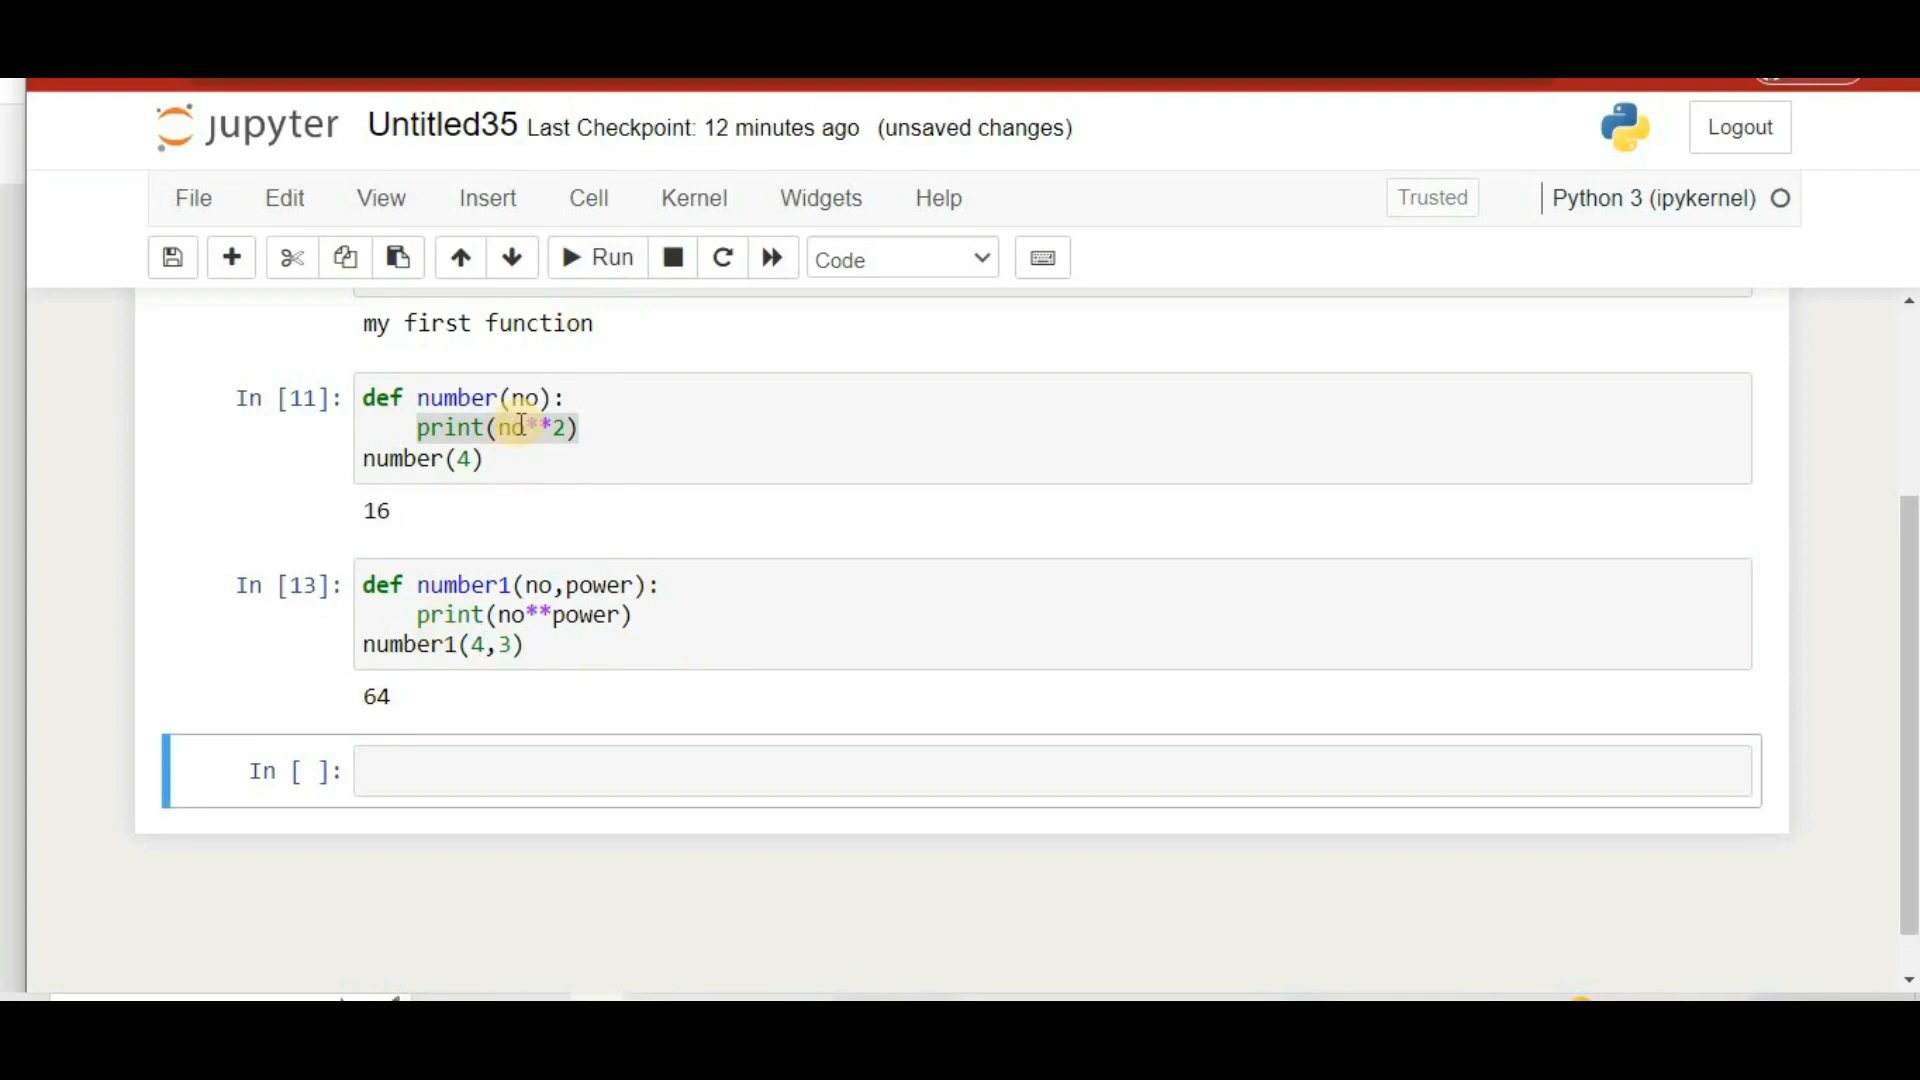 jupyter Untitled35 Last Checkpoint: 12 minutes ago (unsaved changes)
Logout
File Edit View Insert Cell Kernel Widgets Help
Trusted
Python 3 (ipykernel)
Run
Code
my first function
In [11]: def number(no):
print(no**2)
number(4)
16
In [13]: def number1(no,power):
print(no**power)
number1(4,3)
64
In [ ]: